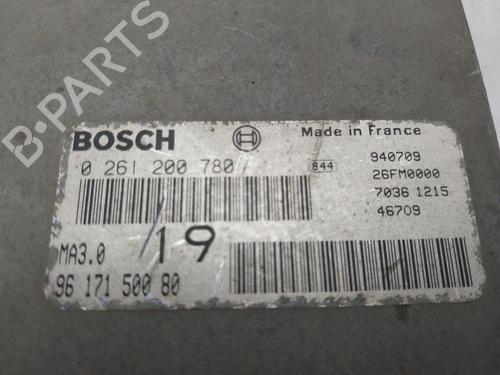 B-PARTS
BOSCH
Made in France
0 261 200 780
844
940709
26FM0000
7036 1215
46709
MA3.0
19
96 171 500 80